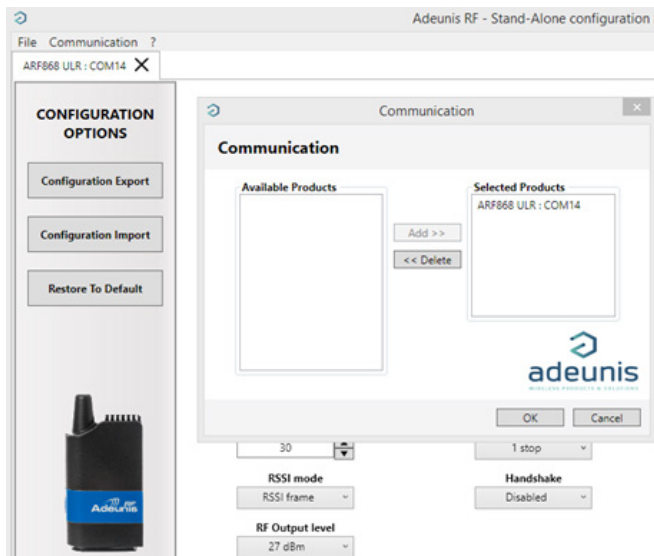 Adeunis RF - Stand-Alone configuration
File Communication ?
ARF868 ULR : COM14
CONFIGURATION
OPTIONS
Configuration Export
Configuration Import
Restore To Default
Adeunis
Communication
Communication
Available Products
Selected Products
ARF868 ULR : COM14
Add >>
<< Delete
adeunis
WIRELESS PRODUCTS & SOLUTIONS
OK Cancel
30
1 stop
RSSI mode
Handshake
RSSI frame
Disabled
RF Output level
27 dBm